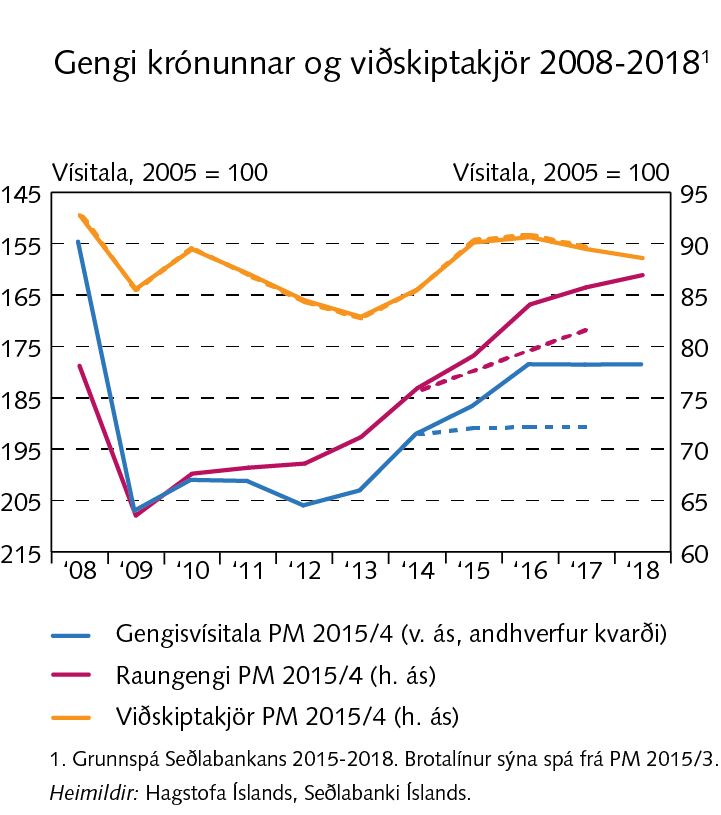 Gengi krónunnar og viðskiptakjör 2008-2018¹
Vísitala, 2005 = 100 Vísitala, 2005 = 100
145 95
155 90
165 85
175 80
185 75
195 70
205 65
215 60
‘08 ‘09 ‘10 ‘11 ‘12 ‘13 ‘14 ‘15 ‘16 ‘17 ‘18
Gengisvísitala PM 2015/4 (v. ás, andhverfur kvarði)
Raungengi PM 2015/4 (h. ás)
Viðskiptakjör PM 2015/4 (h. ás)
1. Grunnspá Seðlabankans 2015-2018. Brotalínur sýna spá frá PM 2015/3.
Heimildir: Hagstofa Íslands, Seðlabanki Íslands.